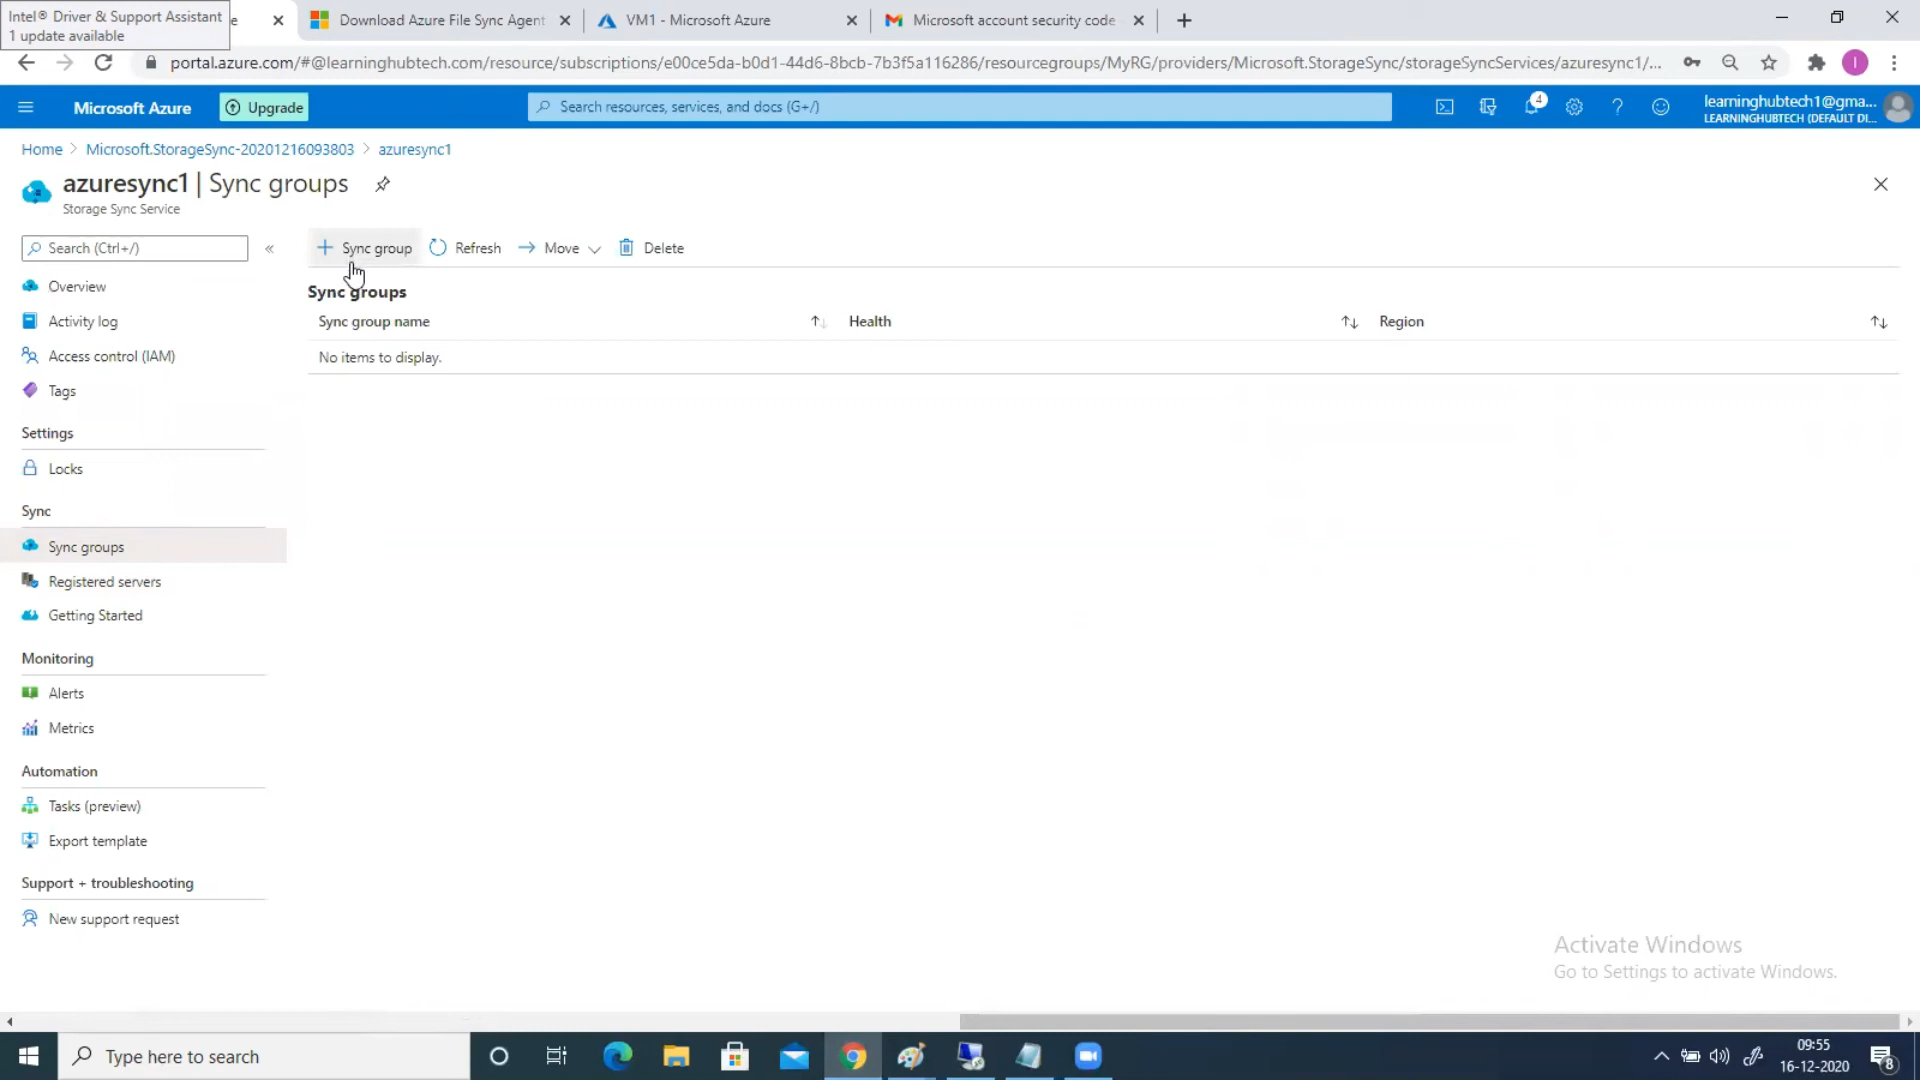 Intel® Driver & Support Assistant
1 update available
e
Download Azure File Sync Agent
VM1 - Microsoft Azure
Microsoft account security code
portal.azure.com/#@learninghubtech.com/resource/subscriptions/e00ce5da-b0d1-44d6-8bcb-7b3f5a116286/resourcegroups/MyRG/providers/Microsoft.StorageSync/storageSyncServices/azuresync1/...
Microsoft Azure
Upgrade
Search resources, services, and docs (G+/)
4
learninghubtech1@gma...
LEARNINGHUBTECH (DEFAULT DI...
Home > Microsoft.StorageSync-20201216093803 > azuresync1
azuresync1 | Sync groups
Storage Sync Service
Search (Ctrl+/)
«
Sync group
Refresh
Move
Delete
Overview
Activity log
Access control (IAM)
Tags
Settings
Locks
Sync
Sync groups
Registered servers
Getting Started
Monitoring
Alerts
Metrics
Automation
Tasks (preview)
Export template
Support + troubleshooting
New support request
Sync groups
Sync group name
Health
Region
No items to display.
Activate Windows
Go to Settings to activate Windows.
Type here to search
09:55
16-12-2020
8